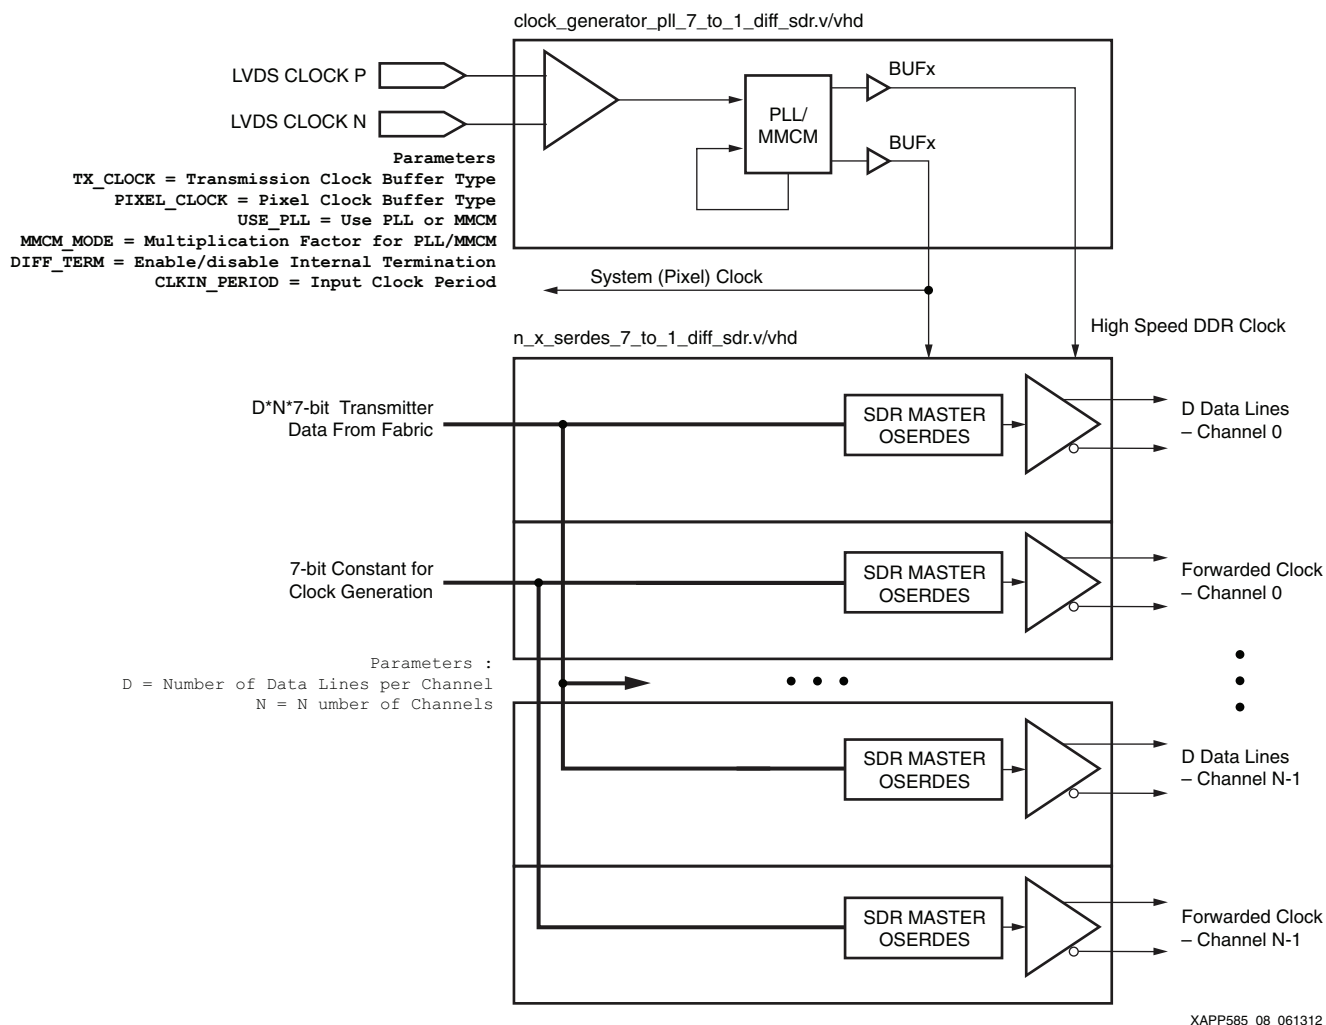 clock_generator_pll_7_to_1_diff_sdr.v/vhd
LVDS CLOCK P
LVDS CLOCK N
BUFx
PLL/
MMCM
BUFx
Parameters
TX_CLOCK = Transmission Clock Buffer Type
PIXEL_CLOCK = Pixel Clock Buffer Type
USE_PLL = Use PLL or MMCM
MMCM_MODE = Multiplication Factor for PLL/MMCM
DIFF_TERM = Enable/disable Internal Termination
CLKIN_PERIOD = Input Clock Period
System (Pixel) Clock
High Speed DDR Clock
n_x_serdes_7_to_1_diff_sdr.v/vhd
D*N*7-bit Transmitter
Data From Fabric
SDR MASTER
OSERDES
D Data Lines
– Channel 0
7-bit Constant for
Clock Generation
SDR MASTER
OSERDES
Forwarded Clock
– Channel 0
Parameters :
D = Number of Data Lines per Channel
N = N umber of Channels
SDR MASTER
OSERDES
D Data Lines
– Channel N-1
SDR MASTER
OSERDES
Forwarded Clock
– Channel N-1
XAPP585_08_061312